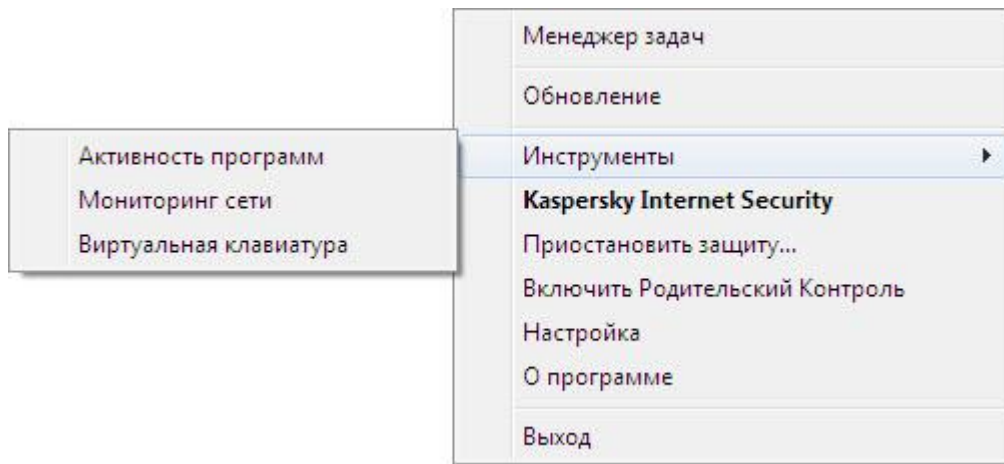 Менеджер задач
Обновление
Инструменты
Активность программ
Мониторинг сети
Виртуальная клавиатура
Kaspersky Internet Security
Приостановить защиту...
Включить Родительский Контроль
Настройка
О программе
Выход